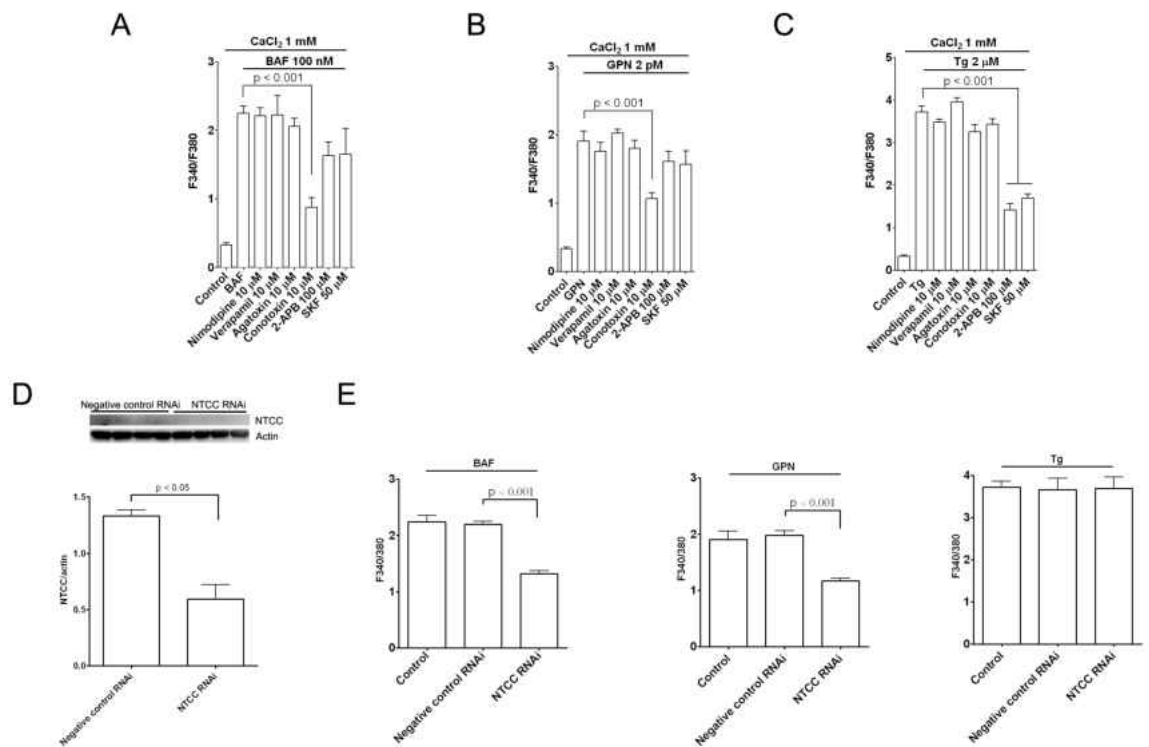 A
CaCl₂ 1 mM
BAF 100 nM
p < 0.001
3
2
1
0
F340/F380
Control
BAF
Nimodipine 10 μM
Verapamil 10 μM
Agatoxin 10 μM
Conotoxin 10 μM
2-APB 100 μM
SKF 50 μM
B
CaCl₂ 1 mM
GPN 2 pM
p < 0.001
3
2
1
0
F340/F380
Control
GPN
Nimodipine 10 μM
Verapamil 10 μM
Agatoxin 10 μM
Conotoxin 10 μM
2-APB 100 μM
SKF 50 μM
C
CaCl₂ 1 mM
Tg 2 μM
p < 0.001
5
4
3
2
1
0
F340/F380
Control
Tg
Nimodipine 10 μM
Verapamil 10 μM
Agatoxin 10 μM
Conotoxin 10 μM
2-APB 100 μM
SKF 50 μM
D
Negative control RNAi NTCC RNAi
NTCC
Actin
p < 0.05
1.5
1.0
0.5
0.0
NTCC/actin
Negative control RNAi
NTCC RNAi
E
BAF
p < 0.001
3
2
1
0
F340/380
Control
Negative control RNAi
NTCC RNAi
GPN
p < 0.001
3
2
1
0
F340/380
Control
Negative control RNAi
NTCC RNAi
Tg
4
3
2
1
0
F340/380
Control
Negative control RNAi
NTCC RNAi